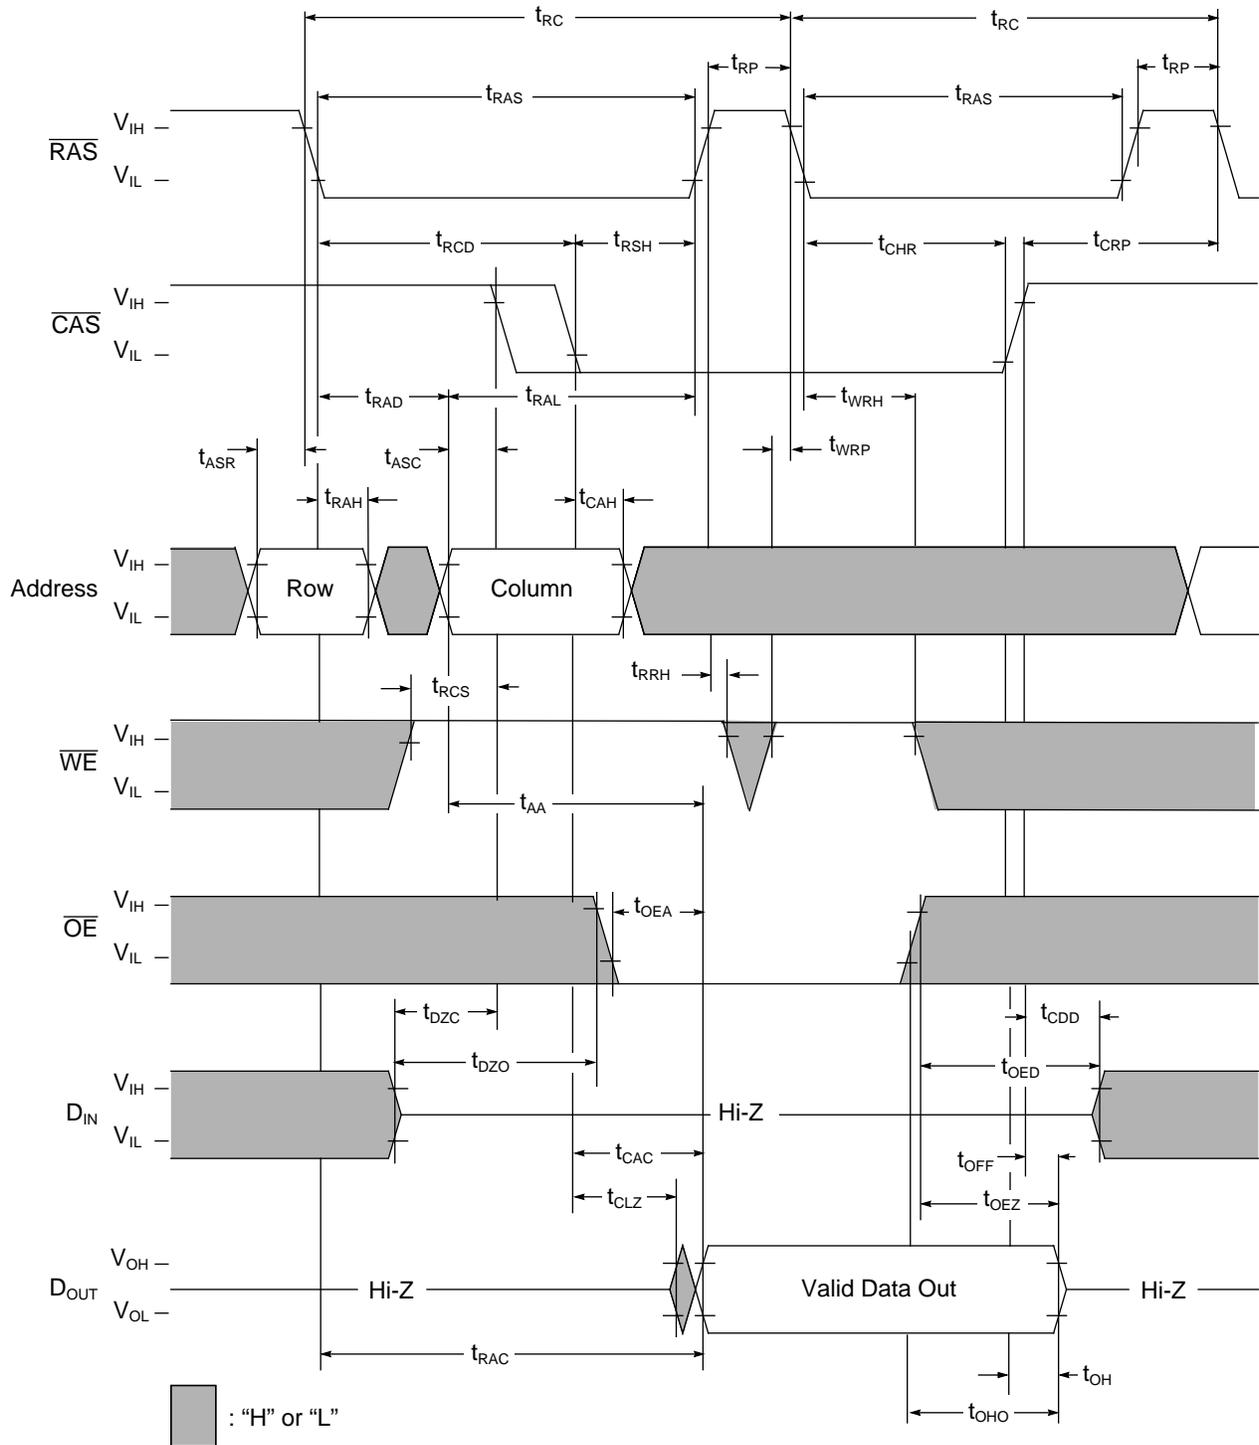 tRC tRC
tRP tRP
tRAS tRAS
RAS VIH
VIL
tRCD tRSH tCHR tCRP
CAS VIH
VIL
tRAD tRAL tWRH
tWRP
tASR tASC
tRAH tCAH
Address VIH
VIL
Row Column
tRRH
tRCS
WE VIH
VIL
tAA
OE VIH
VIL
tOEA
tDZC tCDD
tDZO tOED
DIN VIH
VIL
Hi-Z
tCAC tOFF
tCLZ tOEZ
DOUT VOH
VOL
Hi-Z Valid Data Out Hi-Z
tRAC
tOH
tOHO
: “H” or “L”